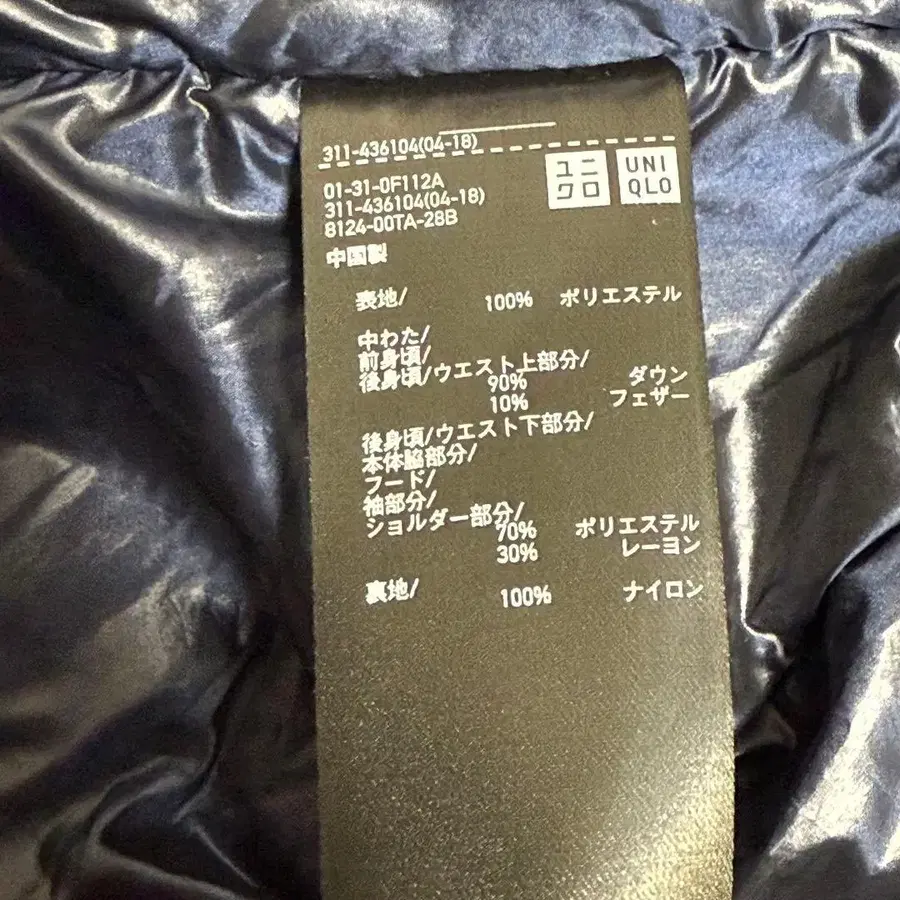 311-436104(04-18)
ユニ
クロ
UNI
QLO
01-31-0F112A
311-436104(04-18)
8124-00TA-28B
中国製
表地/ 100% ポリエステル
中わた/
前身頃/
後身頃/ウエスト上部分/
90% ダウン
10% フェザー
後身頃/ウエスト下部分/
本体脇部分/
フード/
袖部分/
ショルダー部分/
70% ポリエステル
30% レーヨン
裏地/ 100% ナイロン